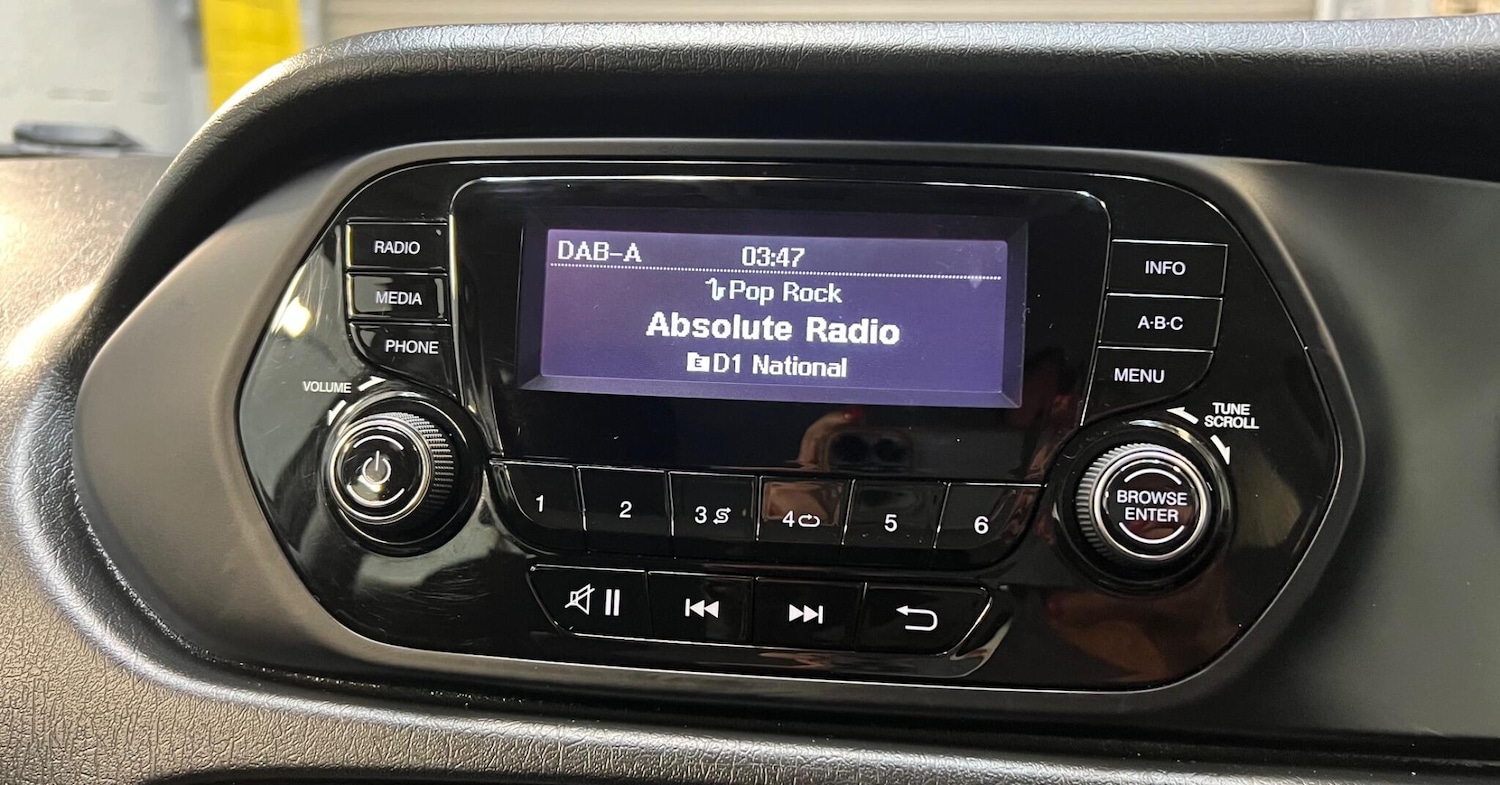 RADIO
MEDIA
PHONE
VOLUME
DAB-A 03:47
Pop Rock
Absolute Radio
E D1 National
INFO
A·B·C
MENU
TUNE
SCROLL
BROWSE
ENTER
1 2 3 4 5 6